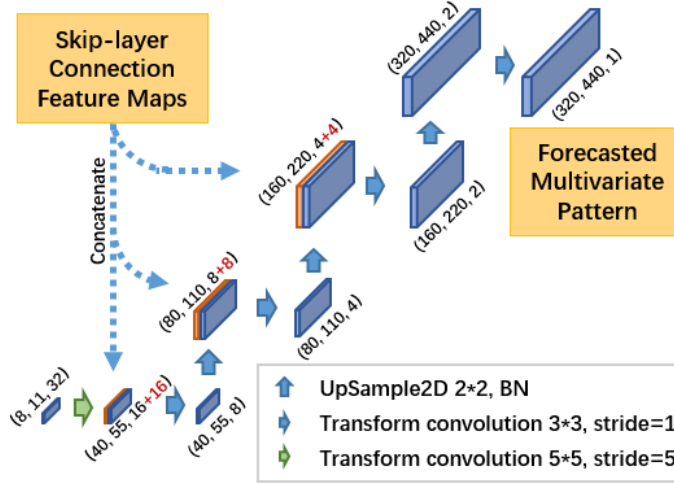 Skip-layer
Connection
Feature Maps
Concatenate
(8, 11, 32)
(40, 55, 16+16)
(40, 55, 8)
(80, 110, 8+8)
(80, 110, 4)
(160, 220, 4+4)
(160, 220, 2)
(320, 440, 2)
(320, 440, 1)
Forecasted
Multivariate
Pattern
UpSample2D 2*2, BN
Transform convolution 3*3, stride=1
Transform convolution 5*5, stride=5